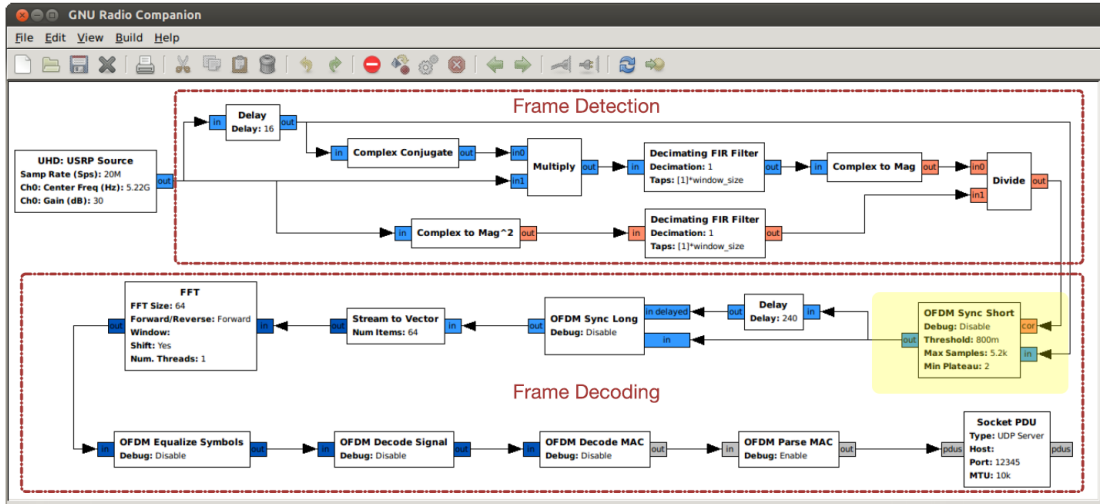 GNU Radio Companion
File Edit View Build Help
Frame Detection
Delay
Delay: 16
in
out
UHD: USRP Source
Samp Rate (Sps): 20M
Ch0: Center Freq (Hz): 5.22G
Ch0: Gain (dB): 30
out
in
Complex Conjugate
out
in0
in1
Multiply
out
in
Decimating FIR Filter
Decimation: 1
Taps: [1]*window_size
out
in
Complex to Mag
out
in0
in1
Divide
out
in
Complex to Mag^2
out
in
Decimating FIR Filter
Decimation: 1
Taps: [1]*window_size
out
out
FFT
FFT Size: 64
Forward/Reverse: Forward
Window:
Shift: Yes
Num. Threads: 1
in
out
Stream to Vector
Num Items: 64
in
out
OFDM Sync Long
Debug: Disable
in delayed
in
out
Delay
Delay: 240
in
out
OFDM Sync Short
Debug: Disable
Threshold: 800m
Max Samples: 5.2k
Min Plateau: 2
cor
in
Frame Decoding
in
OFDM Equalize Symbols
Debug: Disable
out
in
OFDM Decode Signal
Debug: Disable
out
in
OFDM Decode MAC
Debug: Disable
out
in
OFDM Parse MAC
Debug: Enable
out
pdus
Socket PDU
Type: UDP Server
Host:
Port: 12345
MTU: 10k
pdus